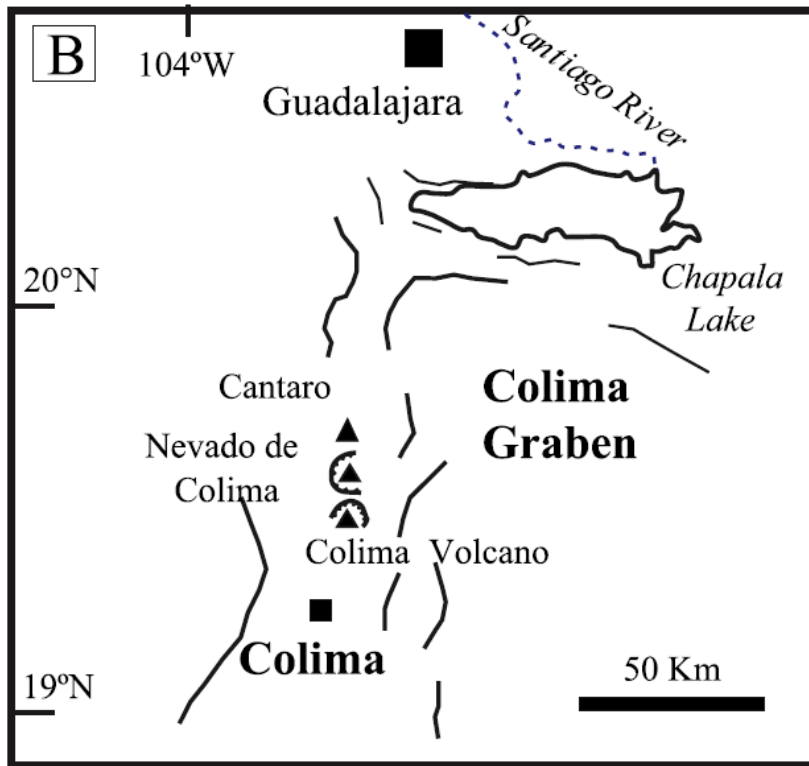 B
104ºW
Santiago River
Guadalajara
20°N
Chapala
Lake
Cantaro
Colima
Graben
Nevado de
Colima
Colima Volcano
Colima
50 Km
19ºN